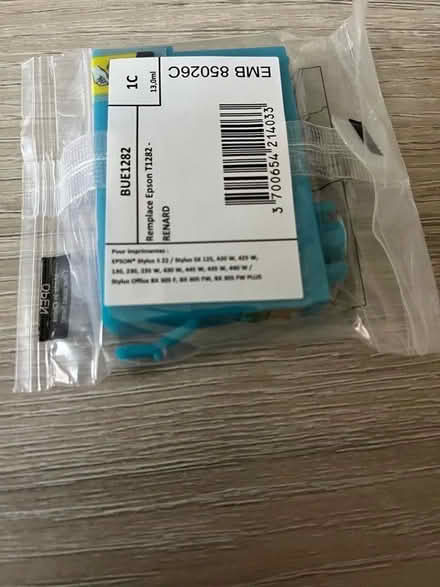 1C
13,0ml
EMB 85026C
BUE1282
Remplace Epson T1282 -
RENARD
3 700654 214033
Pour imprimantes :
EPSON® Stylus S 22 / Stylus SX 125, 420 W, 425 W,
130, 230, 235 W, 430 W, 440 W, 435 W, 440 W /
Stylus Office BX 305 F, BX 305 FW, BX 305 FW PLUS
OPEN